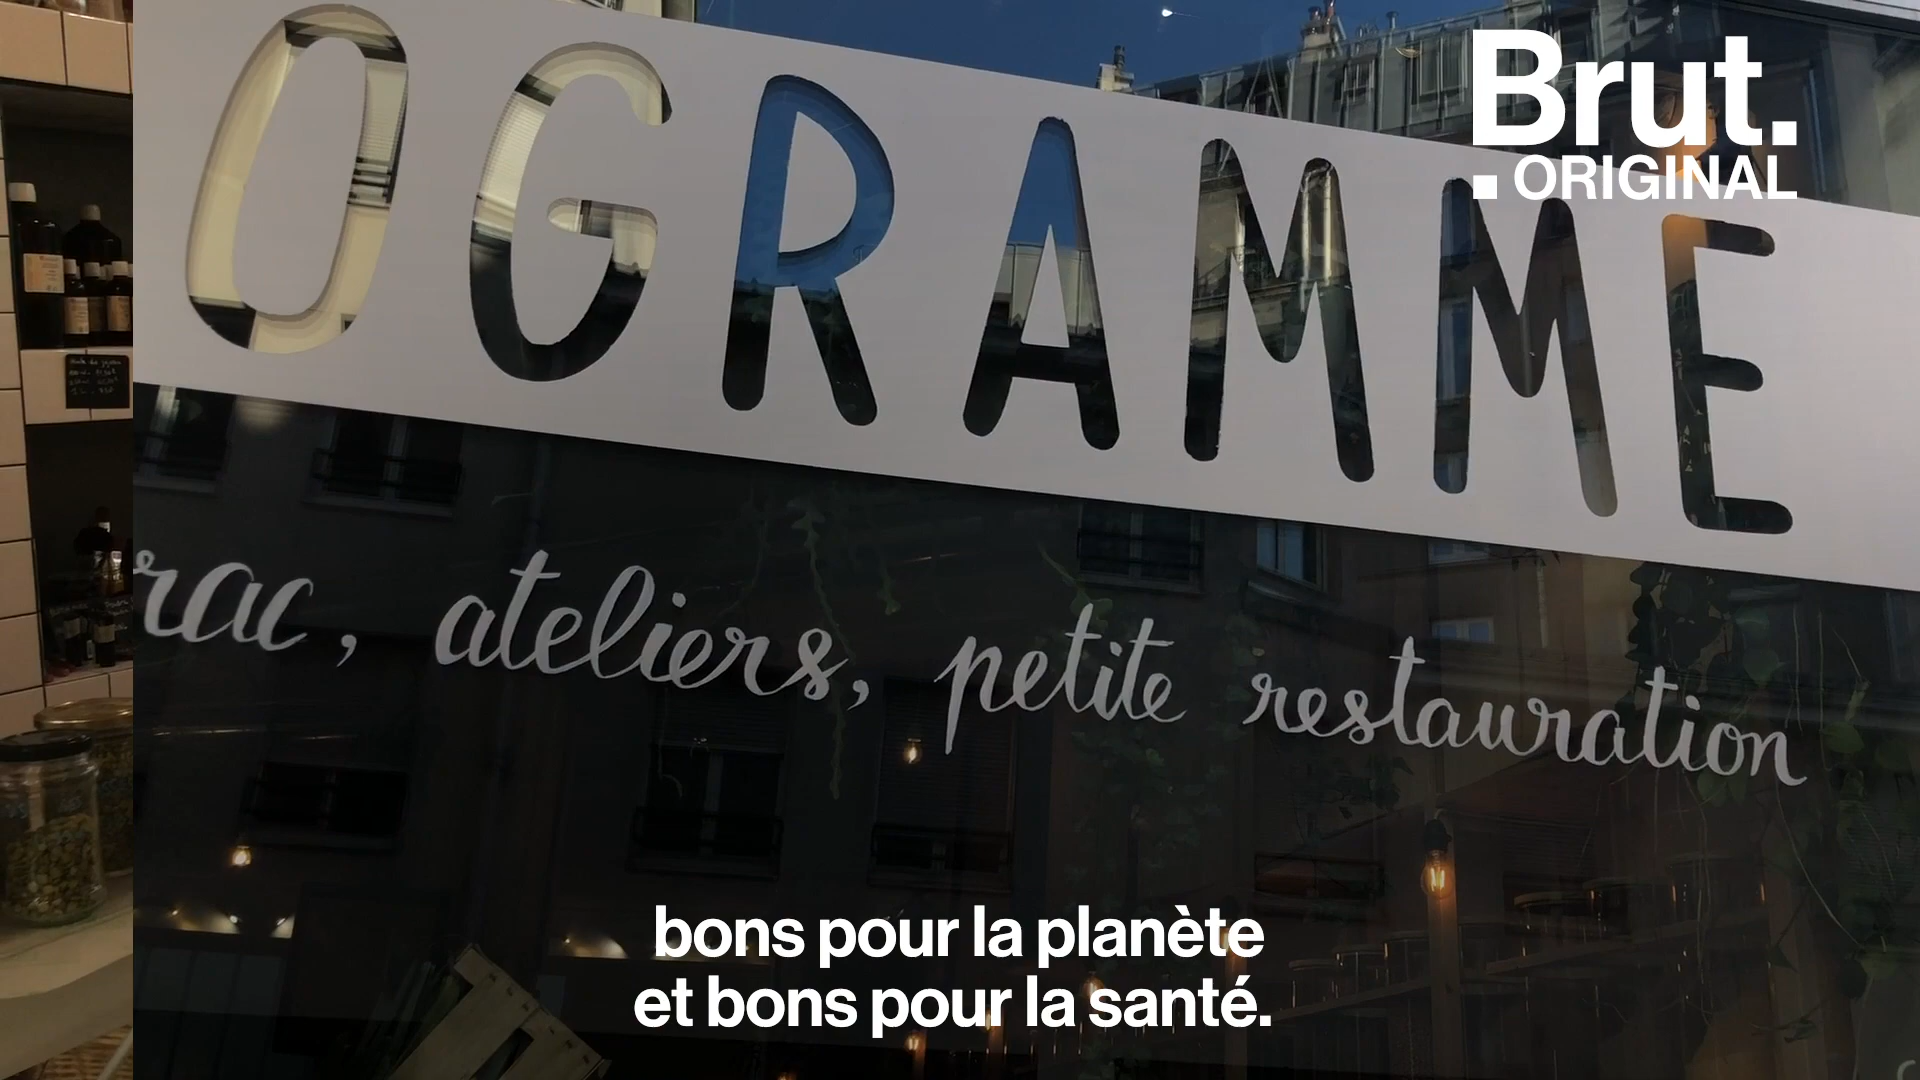 Brut.
ORIGINAL
OGRAMME
rac, ateliers, petite restauration
bons pour la planète
et bons pour la santé.